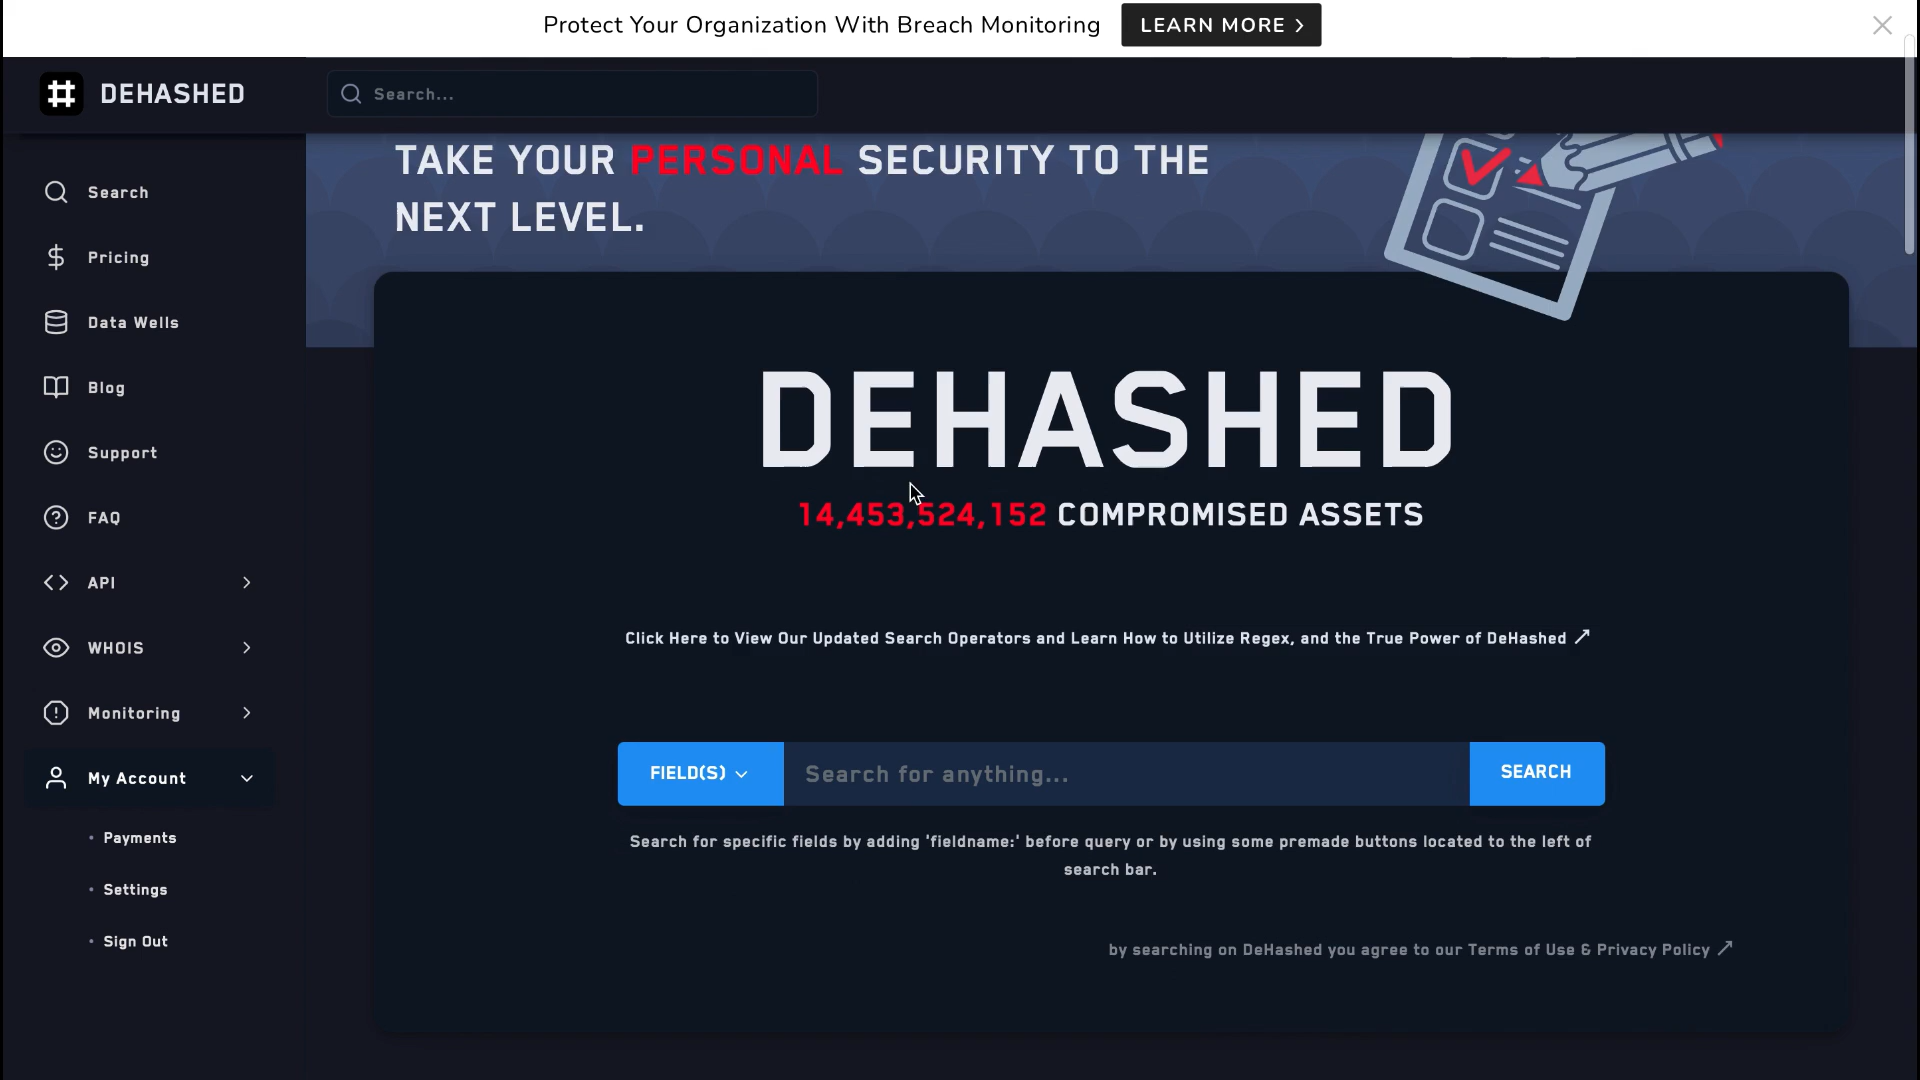 Protect Your Organization With Breach Monitoring LEARN MORE
DEHASHED
Search...
Search
Pricing
Data Wells
Blog
Support
FAQ
API
WHOIS
Monitoring
My Account
Payments
Settings
Sign Out
TAKE YOUR PERSONAL SECURITY TO THE
NEXT LEVEL.
DEHASHED
14,453,524,152 COMPROMISED ASSETS
Click Here to View Our Updated Search Operators and Learn How to Utilize Regex, and the True Power of DeHashed
FIELD(S) Search for anything... SEARCH
Search for specific fields by adding 'fieldname:' before query or by using some premade buttons located to the left of
search bar.
by searching on DeHashed you agree to our Terms of Use & Privacy Policy